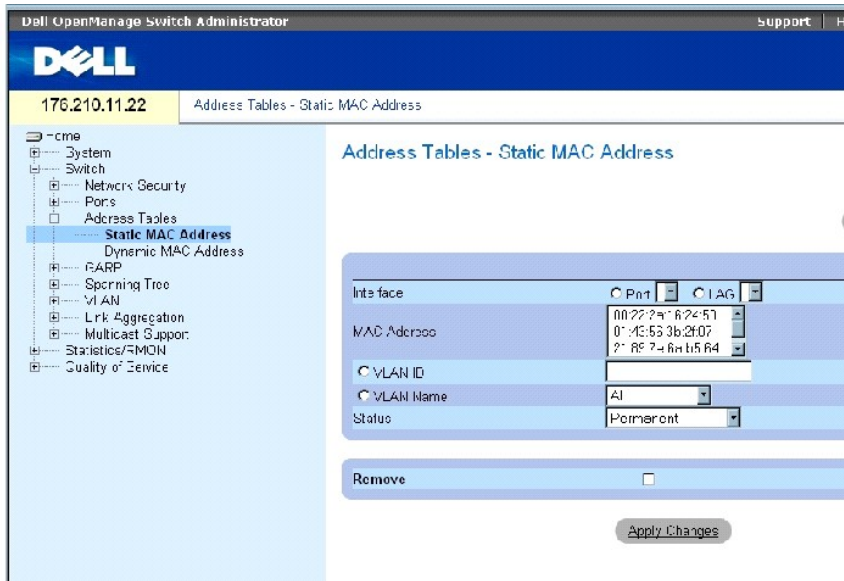 Dell OpenManage Switch Administrator
Support
DELL
176.210.11.22
Address Tables - Static MAC Address
Home
System
Switch
Network Security
Ports
Address Tables
Static MAC Address
Dynamic MAC Address
GARP
Spanning Tree
VLAN
Link Aggregation
Multicast Support
Statistics/RMON
Quality of Service
Address Tables - Static MAC Address
Interface
Port
LAG
MAC Address
VLAN ID
VLAN Name
All
Status
Permanent
Remove
Apply Changes